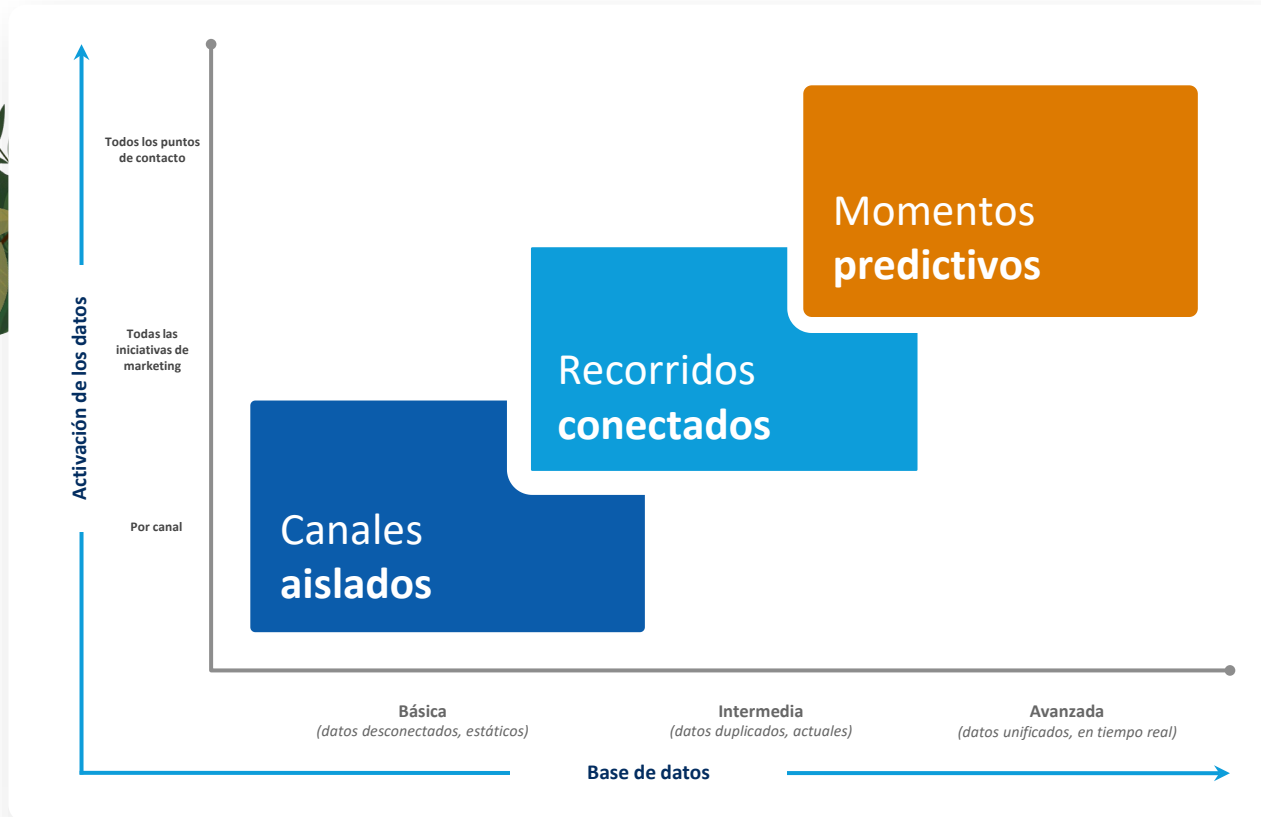 Todos los puntos
de contacto
Momentos
predictivos
Activación de los datos
Todas las
iniciativas de
marketing
Recorridos
conectados
Por canal
Canales
aislados
Básica
(datos desconectados, estáticos)
Intermedia
(datos duplicados, actuales)
Avanzada
(datos unificados, en tiempo real)
Base de datos